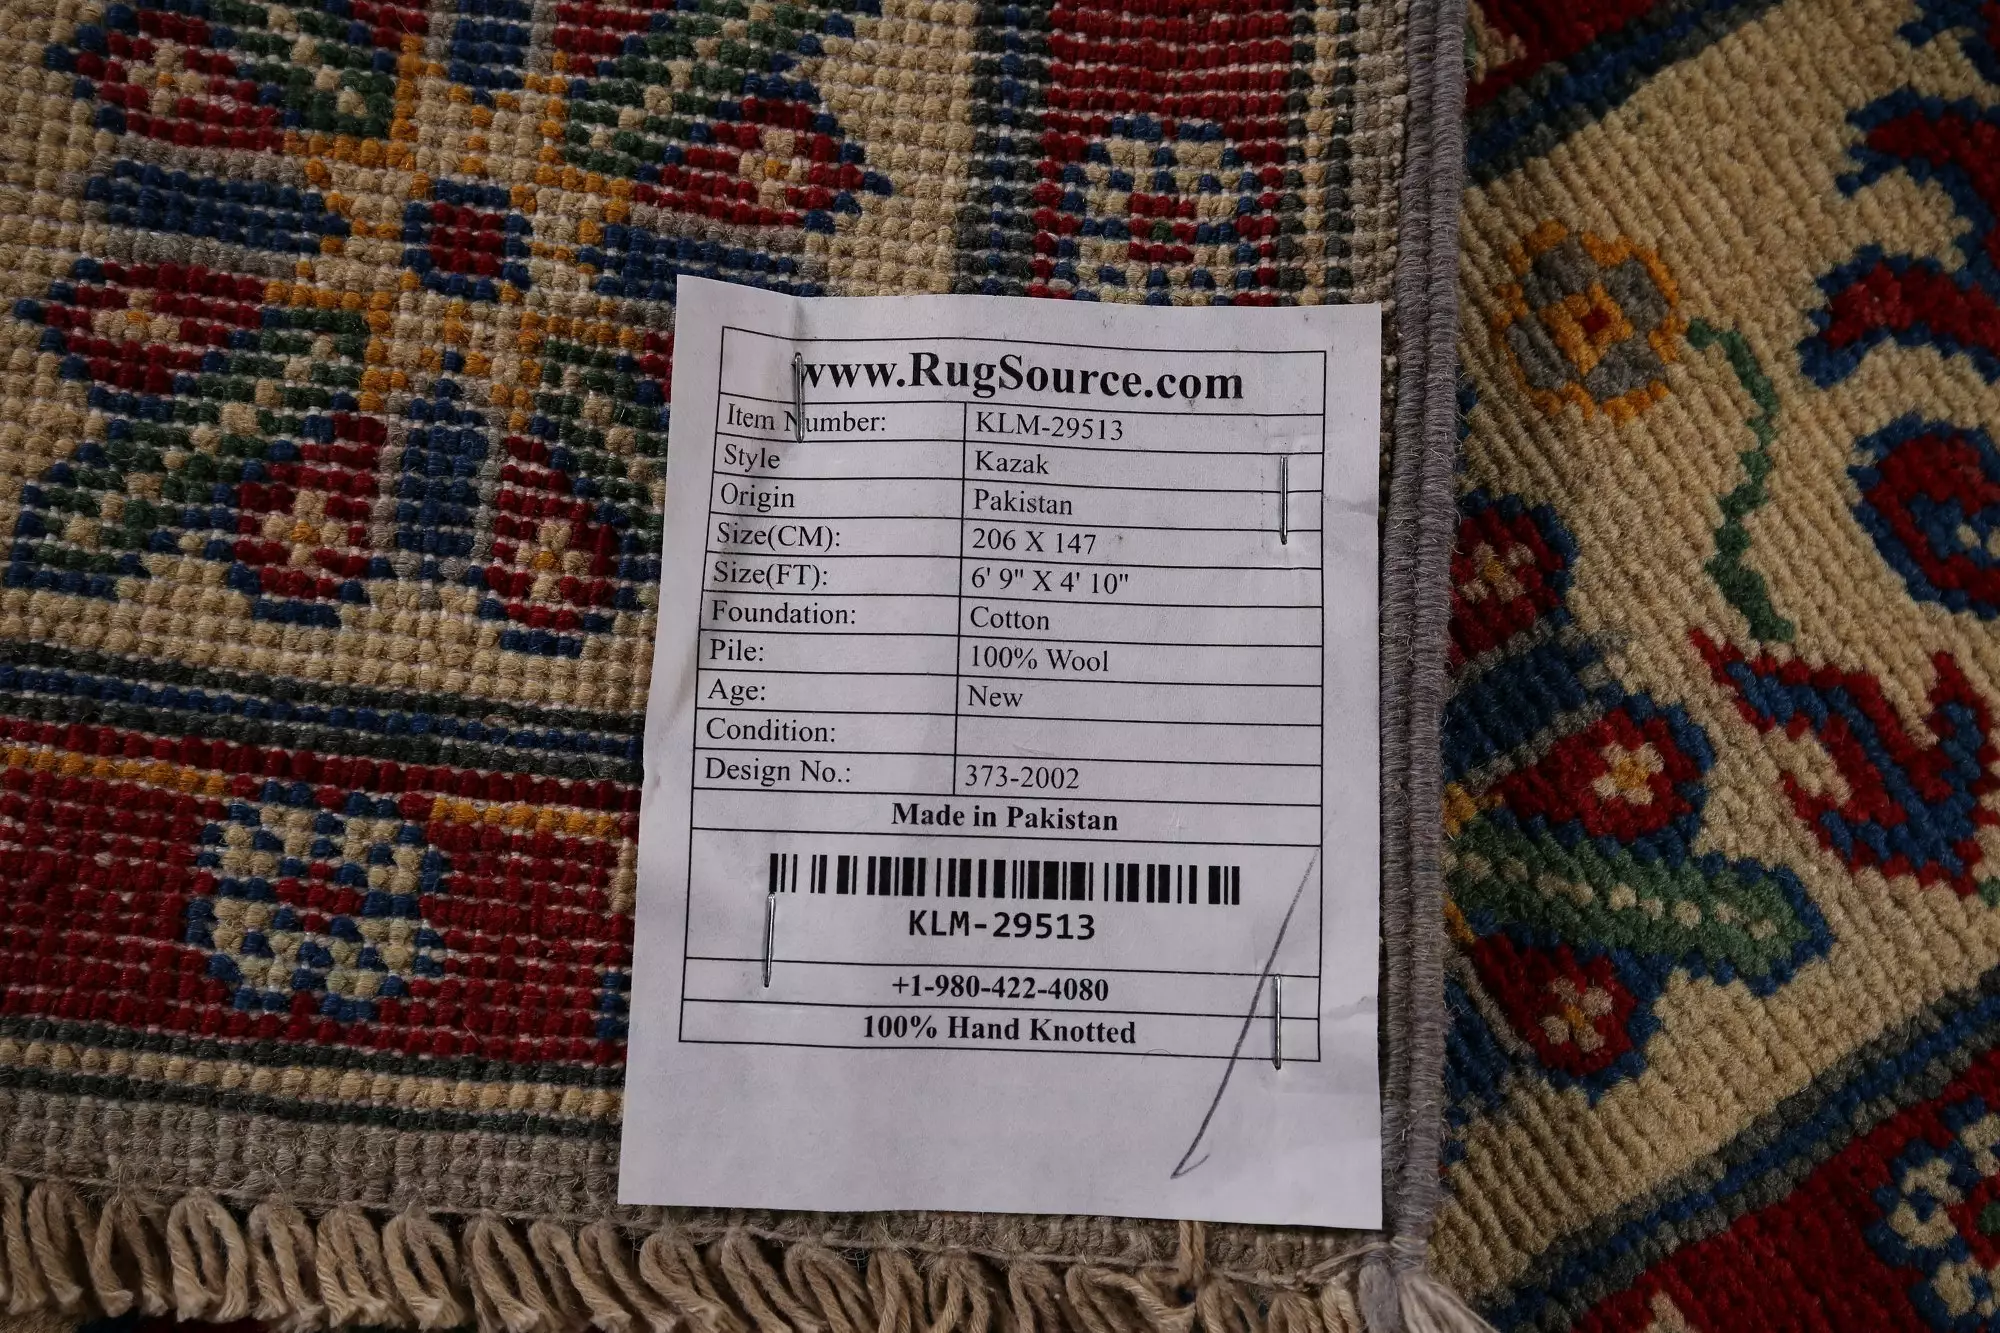 www.RugSource.com
Item Number: KLM-29513
Style Kazak
Origin Pakistan
Size(CM): 206 X 147
Size(FT): 6' 9" X 4' 10"
Foundation: Cotton
Pile: 100% Wool
Age: New
Condition:
Design No.: 373-2002
Made in Pakistan
KLM-29513
+1-980-422-4080
100% Hand Knotted